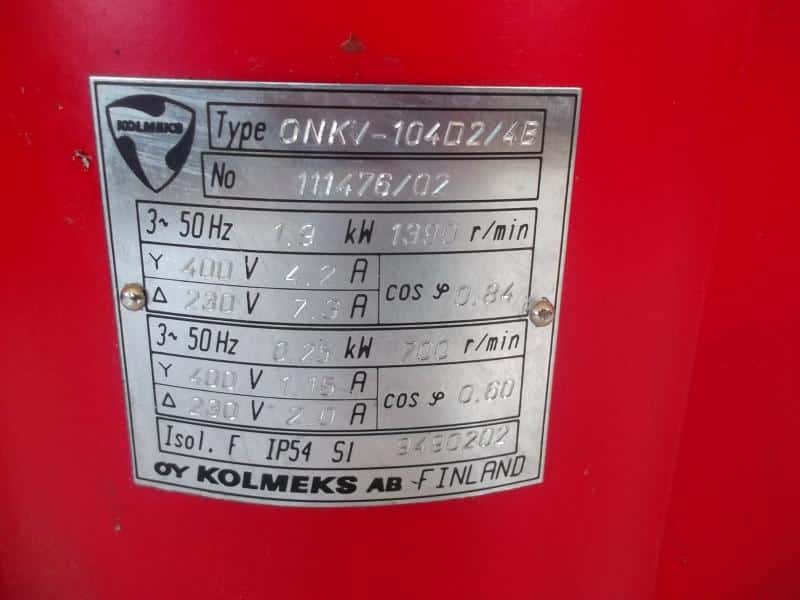 KOLMEKS
Type ONKV-104D2/4B
No 111476/02
3~ 50Hz 1.9 kW 1390 r/min
Y 400 V 4.2 A
Δ 230 V 7.3 A
cos φ 0.84
3~ 50Hz 0.25 kW 700 r/min
Y 400 V 1.15 A
Δ 230 V 2.0 A
cos φ 0.60
Isol. F IP54 S1 9490202
OY KOLMEKS AB FINLAND